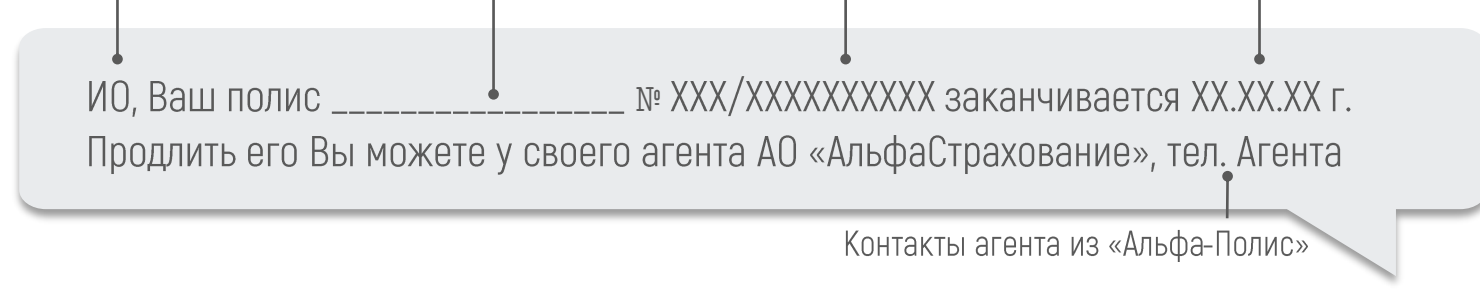 ИО, Ваш полис _________________ № XXX/XXXXXXXXXX заканчивается XX.XX.XX г.
Продлить его Вы можете у своего агента АО «АльфаСтрахование», тел. Агента
Контакты агента из «Альфа-Полис»